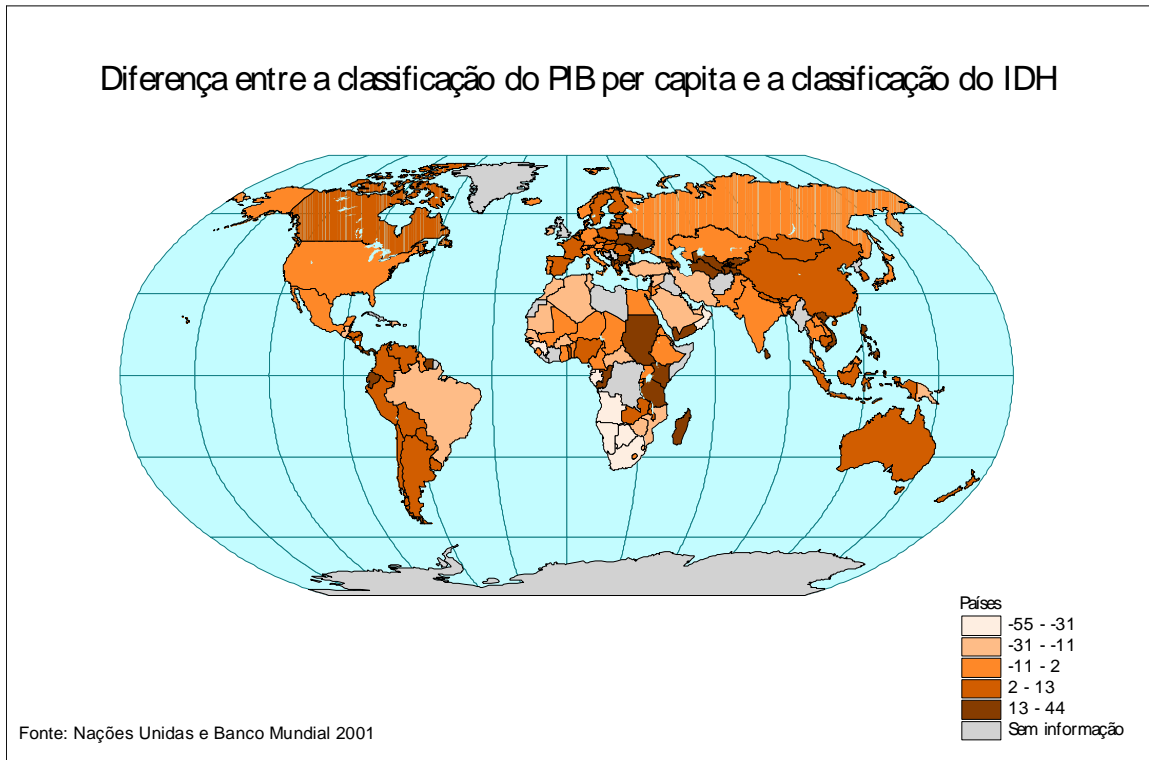 Diferença entre a classificação do PIB per capita e a classificação do IDH
Países
-55 - -31
-31 - -11
-11 - 2
2 - 13
13 - 44
Sem informação
Fonte: Nações Unidas e Banco Mundial 2001